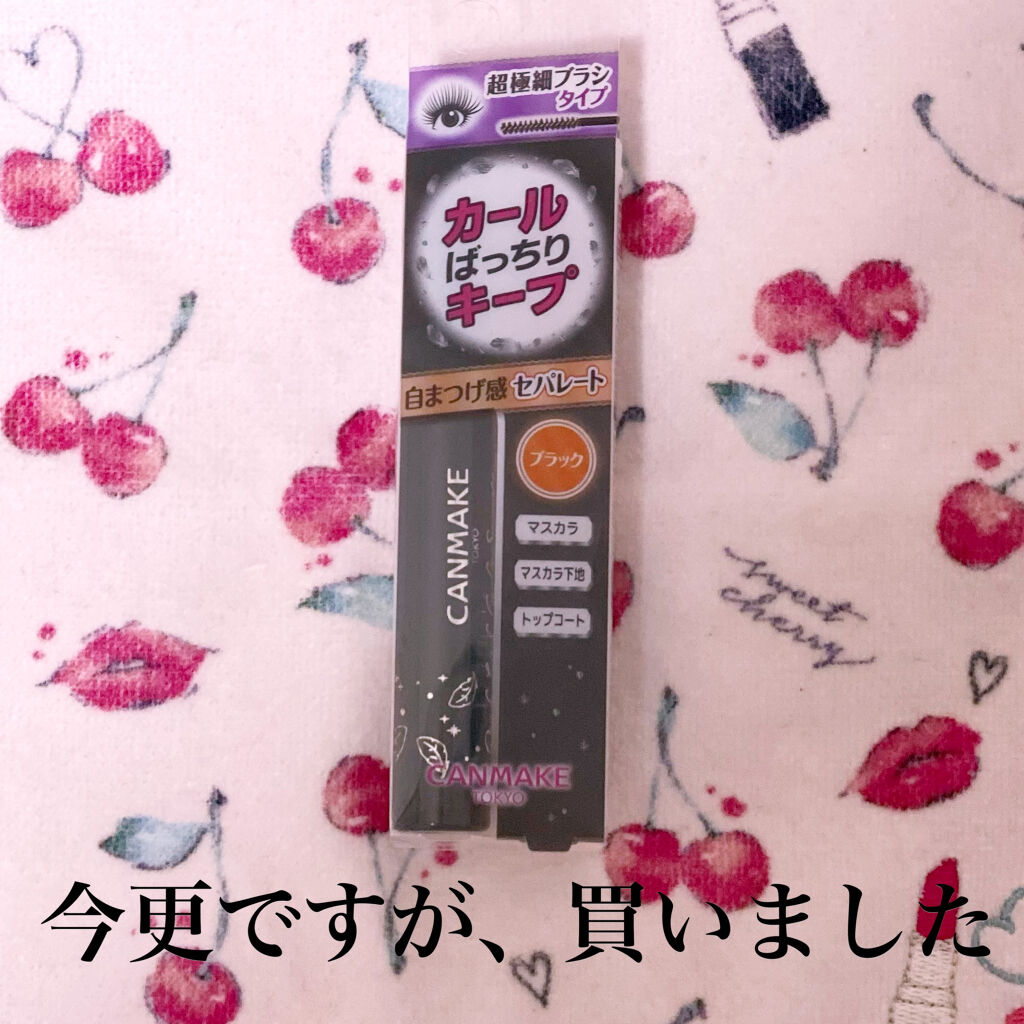 超極細ブラシ
タイプ
カール
ばっちり
キープ
自まつげ感 セパレート
ブラック
CANMAKE
TOKYO
マスカラ
マスカラ下地
トップコート
CANMAKE
TOKYO
sweet
cherry
今更ですが、買いました